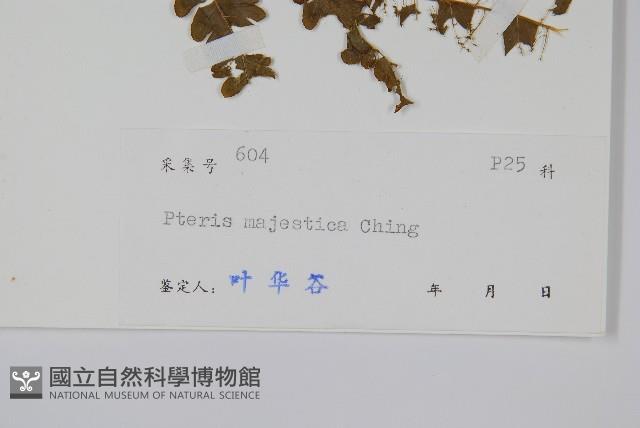 采集号 604 P25 科
Pteris majestica Ching
鉴定人: 叶华谷 年 月 日
國立自然科學博物館
NATIONAL MUSEUM OF NATURAL SCIENCE